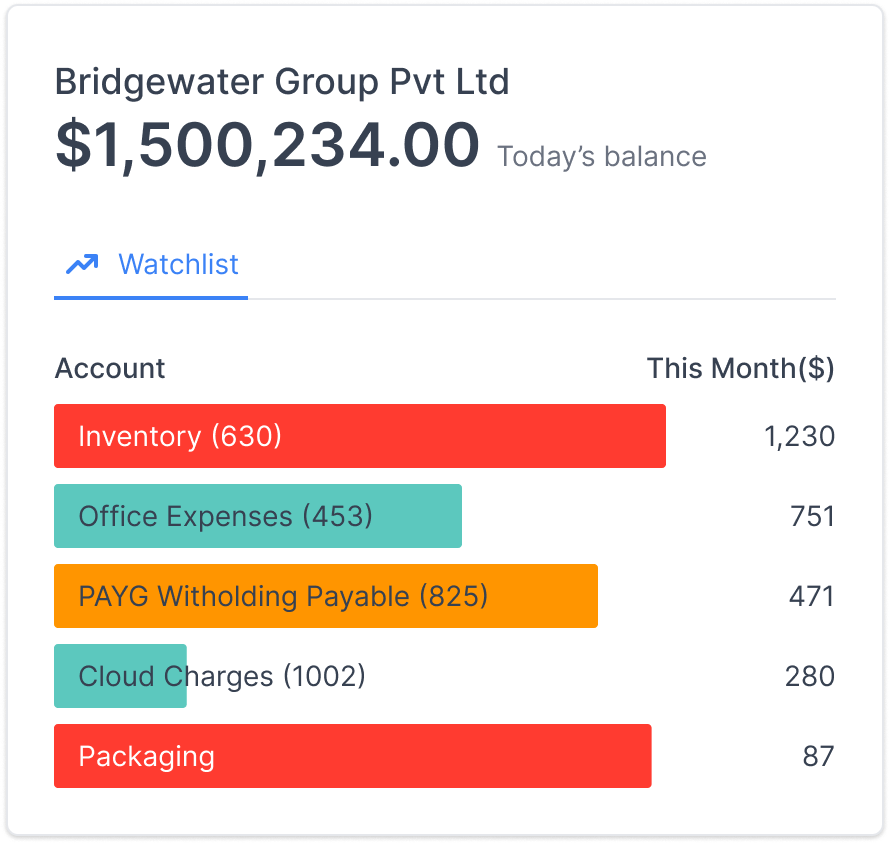 Bridgewater Group Pvt Ltd
$1,500,234.00 Today’s balance
Watchlist
Account This Month($)
Inventory (630) 1,230
Office Expenses (453) 751
PAYG Witholding Payable (825) 471
Cloud Charges (1002) 280
Packaging 87